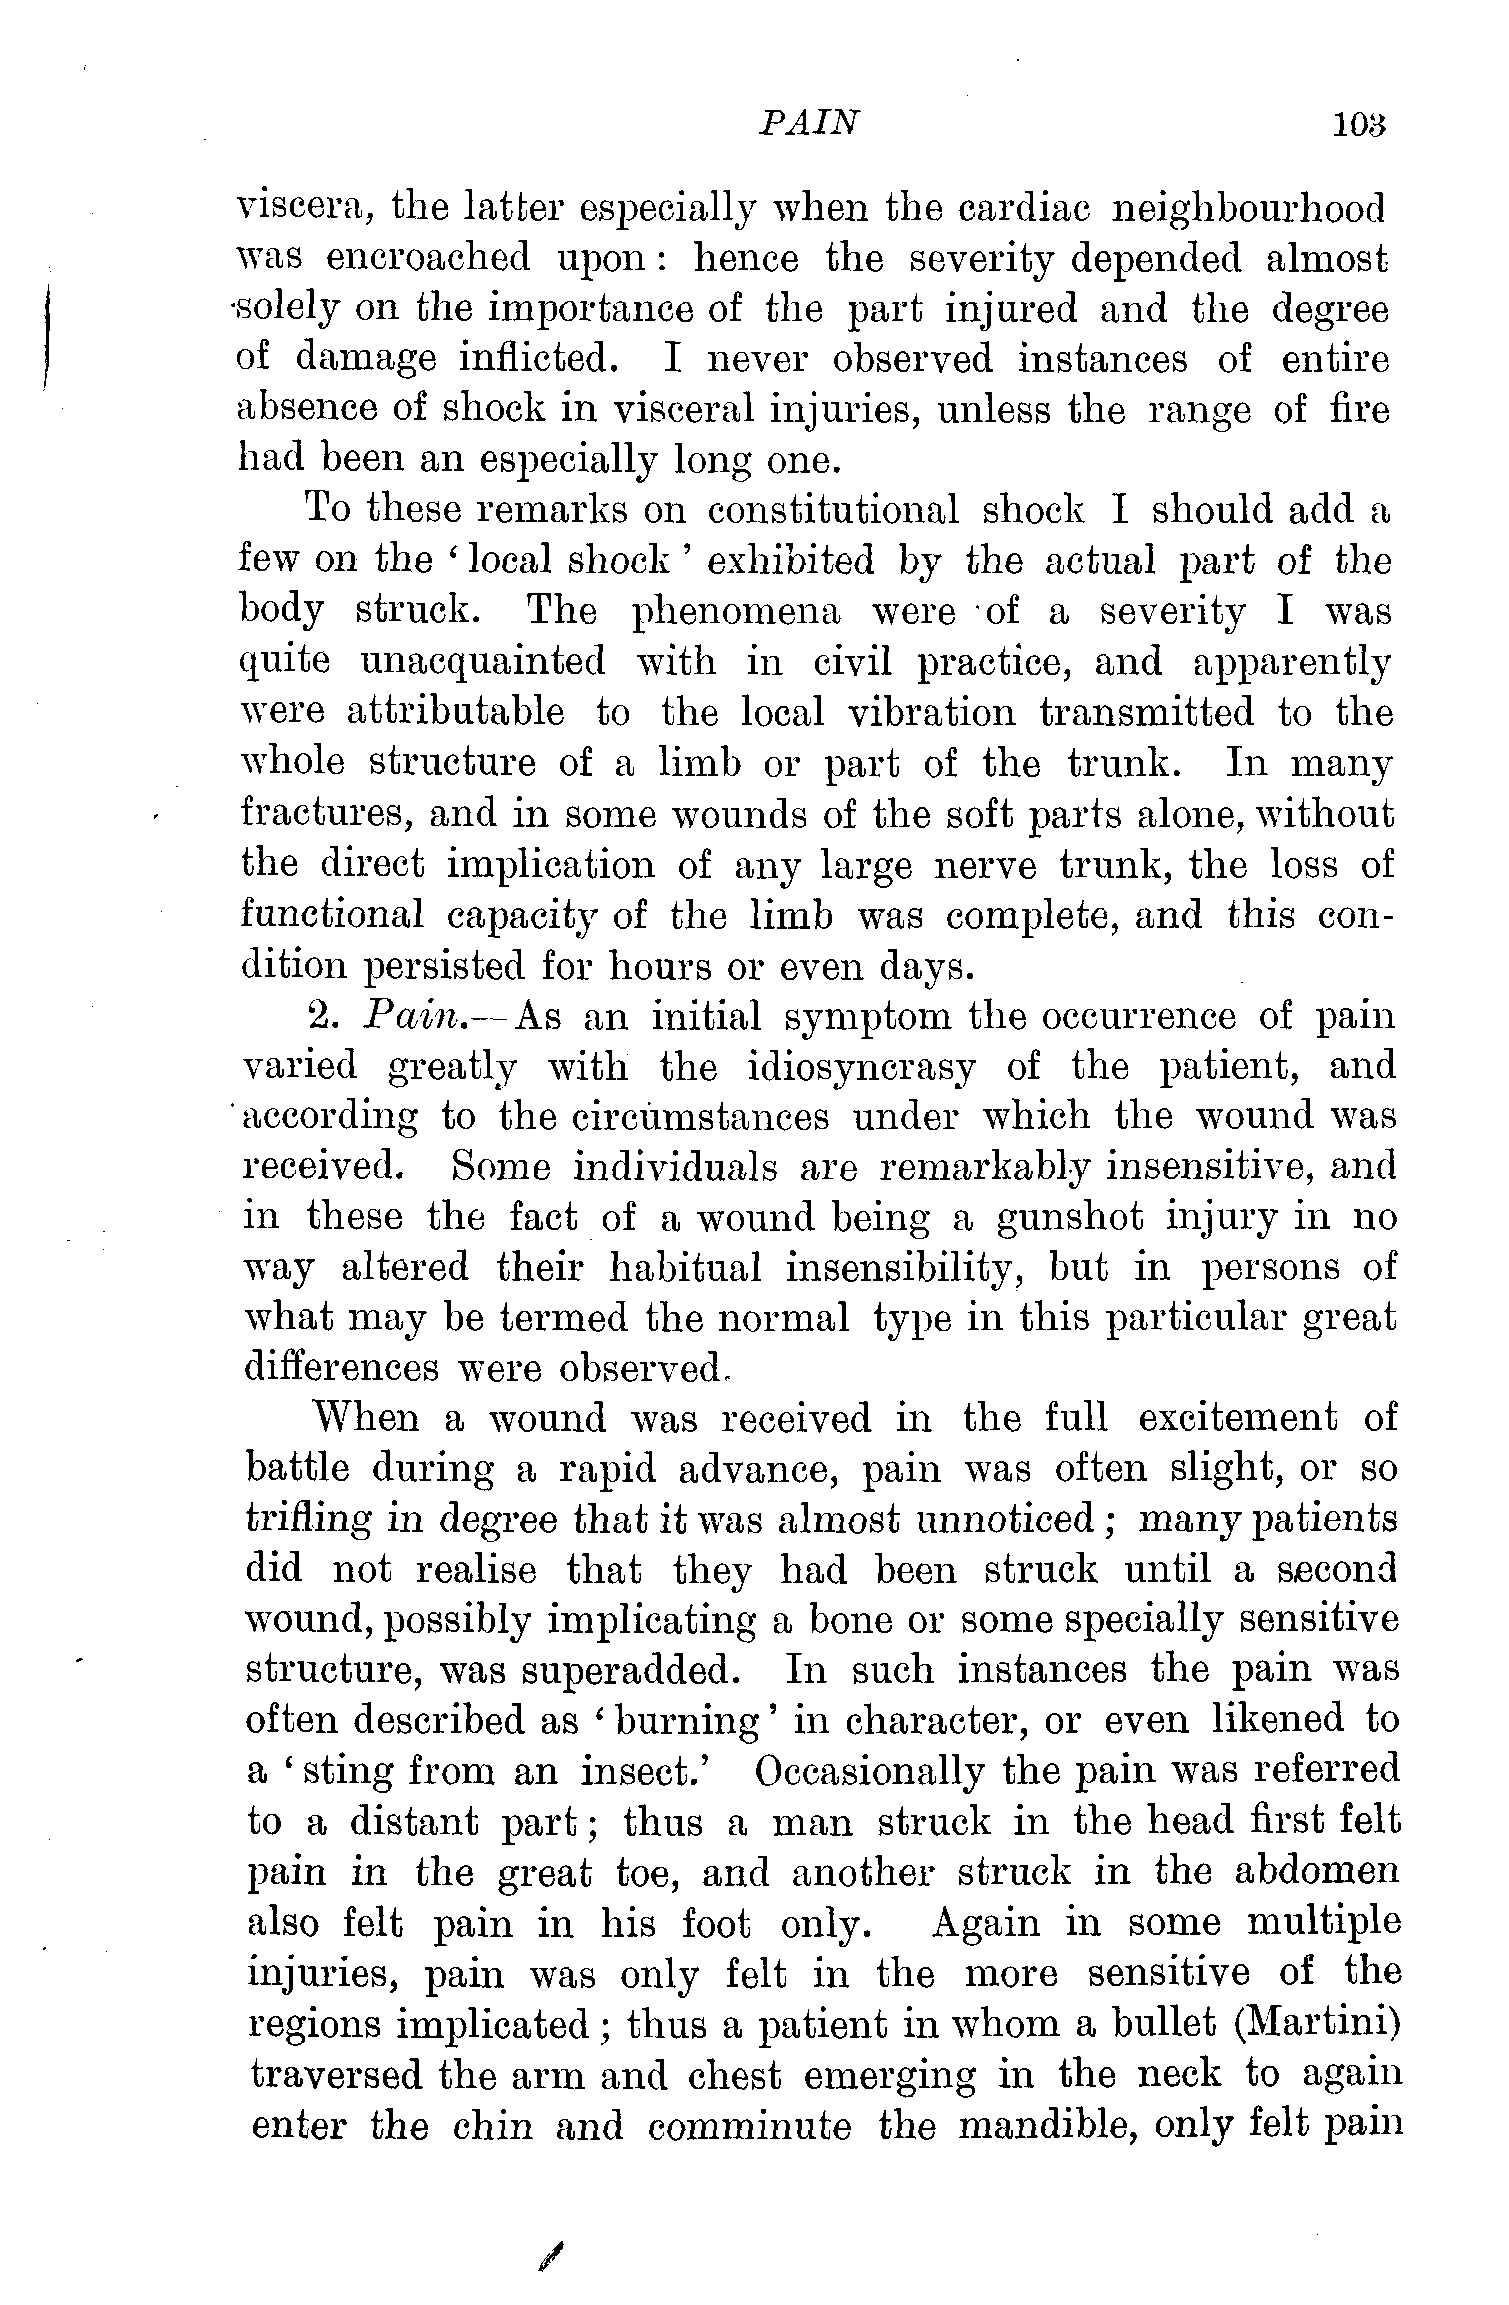 PAIN 103
viscera, the latter especially when the cardiac neighbourhood
was encroached upon : hence the severity depended almost
solely on the importance of the part injured and the degree
of damage inflicted. I never observed instances of entire
absence of shock in visceral injuries, unless the range of fire
had been an especially long one.
To these remarks on constitutional shock I should add a
few on the ‘ local shock ’ exhibited by the actual part of the
body struck. The phenomena were of a severity I was
quite unacquainted with in civil practice, and apparently
were attributable to the local vibration transmitted to the
whole structure of a limb or part of the trunk. In many
fractures, and in some wounds of the soft parts alone, without
the direct implication of any large nerve trunk, the loss of
functional capacity of the limb was complete, and this con-
dition persisted for hours or even days.
2. Pain.—As an initial symptom the occurrence of pain
varied greatly with the idiosyncrasy of the patient, and
according to the circumstances under which the wound was
received. Some individuals are remarkably insensitive, and
in these the fact of a wound being a gunshot injury in no
way altered their habitual insensibility, but in persons of
what may be termed the normal type in this particular great
differences were observed.
When a wound was received in the full excitement of
battle during a rapid advance, pain was often slight, or so
trifling in degree that it was almost unnoticed ; many patients
did not realise that they had been struck until a second
wound, possibly implicating a bone or some specially sensitive
structure, was superadded. In such instances the pain was
often described as ‘ burning ’ in character, or even likened to
a ‘ sting from an insect.’ Occasionally the pain was referred
to a distant part ; thus a man struck in the head first felt
pain in the great toe, and another struck in the abdomen
also felt pain in his foot only. Again in some multiple
injuries, pain was only felt in the more sensitive of the
regions implicated ; thus a patient in whom a bullet (Martini)
traversed the arm and chest emerging in the neck to again
enter the chin and comminute the mandible, only felt pain